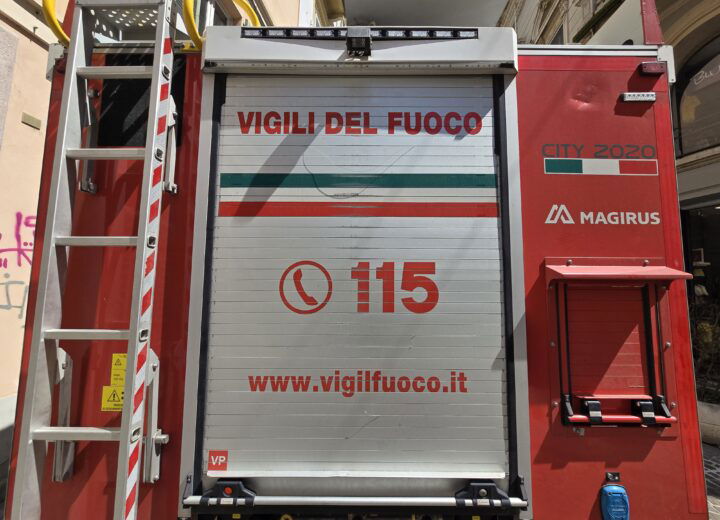 VIGILI DEL FUOCO
CITY 2020
MAGIRUS
115
www.vigilfuoco.it
VP